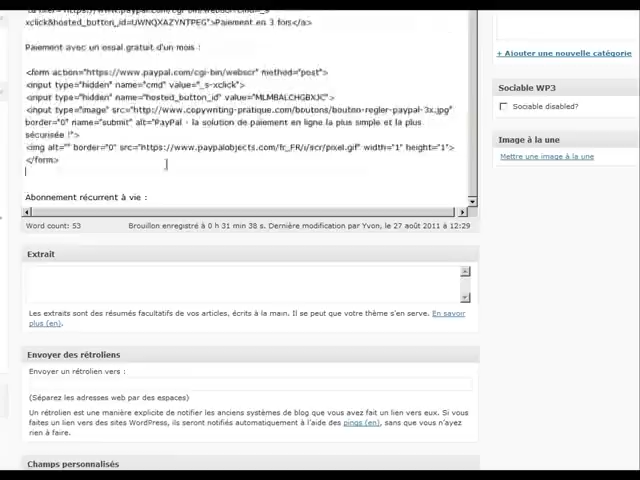 xclick&hosted_button_id=UWNQXAZYNTPEG">Paiement en 3 fors</a>
Paiement avec un essai gratuit d'un mois :
<form action="https://www.paypal.com/cgi-bin/webscr" method="post">
<input type="hidden" name="cmd" value="_s-xclick">
<input type="hidden" name="hosted_button_id" value="MLMBALCHGBXJC">
<input type="image" src="http://www.copywriting-pratique.com/boutons/bouton-regler-paypal-3x.jpg"
border="0" name="submit" alt="PayPal - la solution de paiement en ligne la plus simple et la plus
sécurisée !">
<img alt="" border="0" src="https://www.paypalobjects.com/fr_FR/i/scr/pixel.gif" width="1" height="1">
</form>
Abonnement récurrent à vie :
Word count: 53 Brouillon enregistré à 0 h 31 min 38 s. Dernière modification par Yvon, le 27 août 2011 à 12:29
Extrait
Les extraits sont des résumés facultatifs de vos articles, écrits à la main. Il se peut que votre thème s'en serve. En savoir
plus (en).
Envoyer des rétroliens
Envoyer un rétrolien vers :
(Séparez les adresses web par des espaces)
Un rétrolien est une manière explicite de notifier les anciens systèmes de blog que vous avez fait un lien vers eux. Si vous
faites un lien vers des sites WordPress, ils seront notifiés automatiquement à l'aide des pings (en), sans que vous n'ayez
rien à faire.
Champs personnalisés
+ Ajouter une nouvelle catégorie
Sociable WP3
Sociable disabled?
Image à la une
Mettre une image à la une